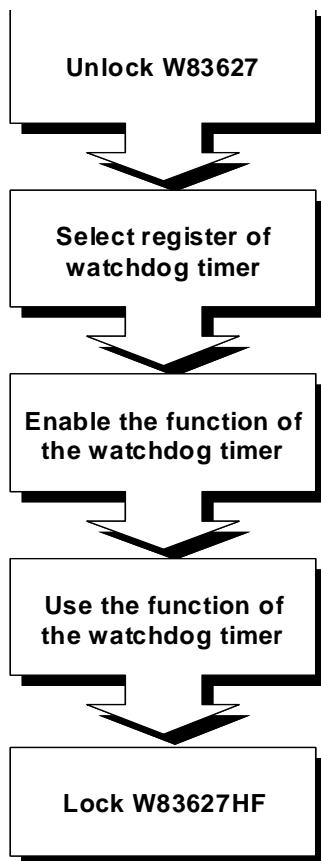 Unlock W83627
Select register of
watchdog timer
Enable the function of
the watchdog timer
Use the function of
the watchdog timer
Lock W83627HF